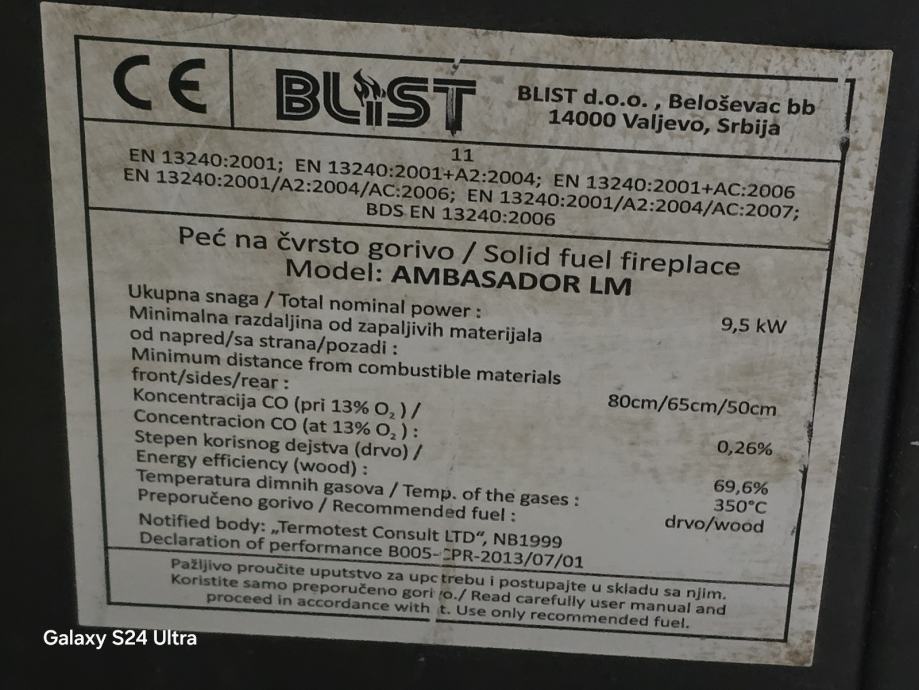 CE
BLIST
BLIST d.o.o. , Beloševac bb
14000 Valjevo, Srbija
11
EN 13240:2001; EN 13240:2001+A2:2004; EN 13240:2001+AC:2006
EN 13240:2001/A2:2004/AC:2006; EN 13240:2001/A2:2004/AC:2007;
BDS EN 13240:2006
Peć na čvrsto gorivo / Solid fuel fireplace
Model: AMBASADOR LM
Ukupna snaga / Total nominal power : 9,5 kW
Minimalna razdaljina od zapaljivih materijala
od napred/sa strana/pozadi :
Minimum distance from combustible materials
front/sides/rear : 80cm/65cm/50cm
Koncentracija CO (pri 13% O₂ ) /
Concentracion CO (at 13% O₂ ) : 0,26%
Stepen korisnog dejstva (drvo) /
Energy efficiency (wood) : 69,6%
Temperatura dimnih gasova / Temp. of the gases : 350°C
Preporučeno gorivo / Recommended fuel : drvo/wood
Notified body: „Termotest Consult LTD“, NB1999
Declaration of performance B005-CPR-2013/07/01
Pažljivo proučite uputstvo za upotrebu i postupajte u skladu sa njim.
Koristite samo preporučeno gorivo./ Read carefully user manual and
proceed in accordance with it. Use only recommended fuel.
Galaxy S24 Ultra